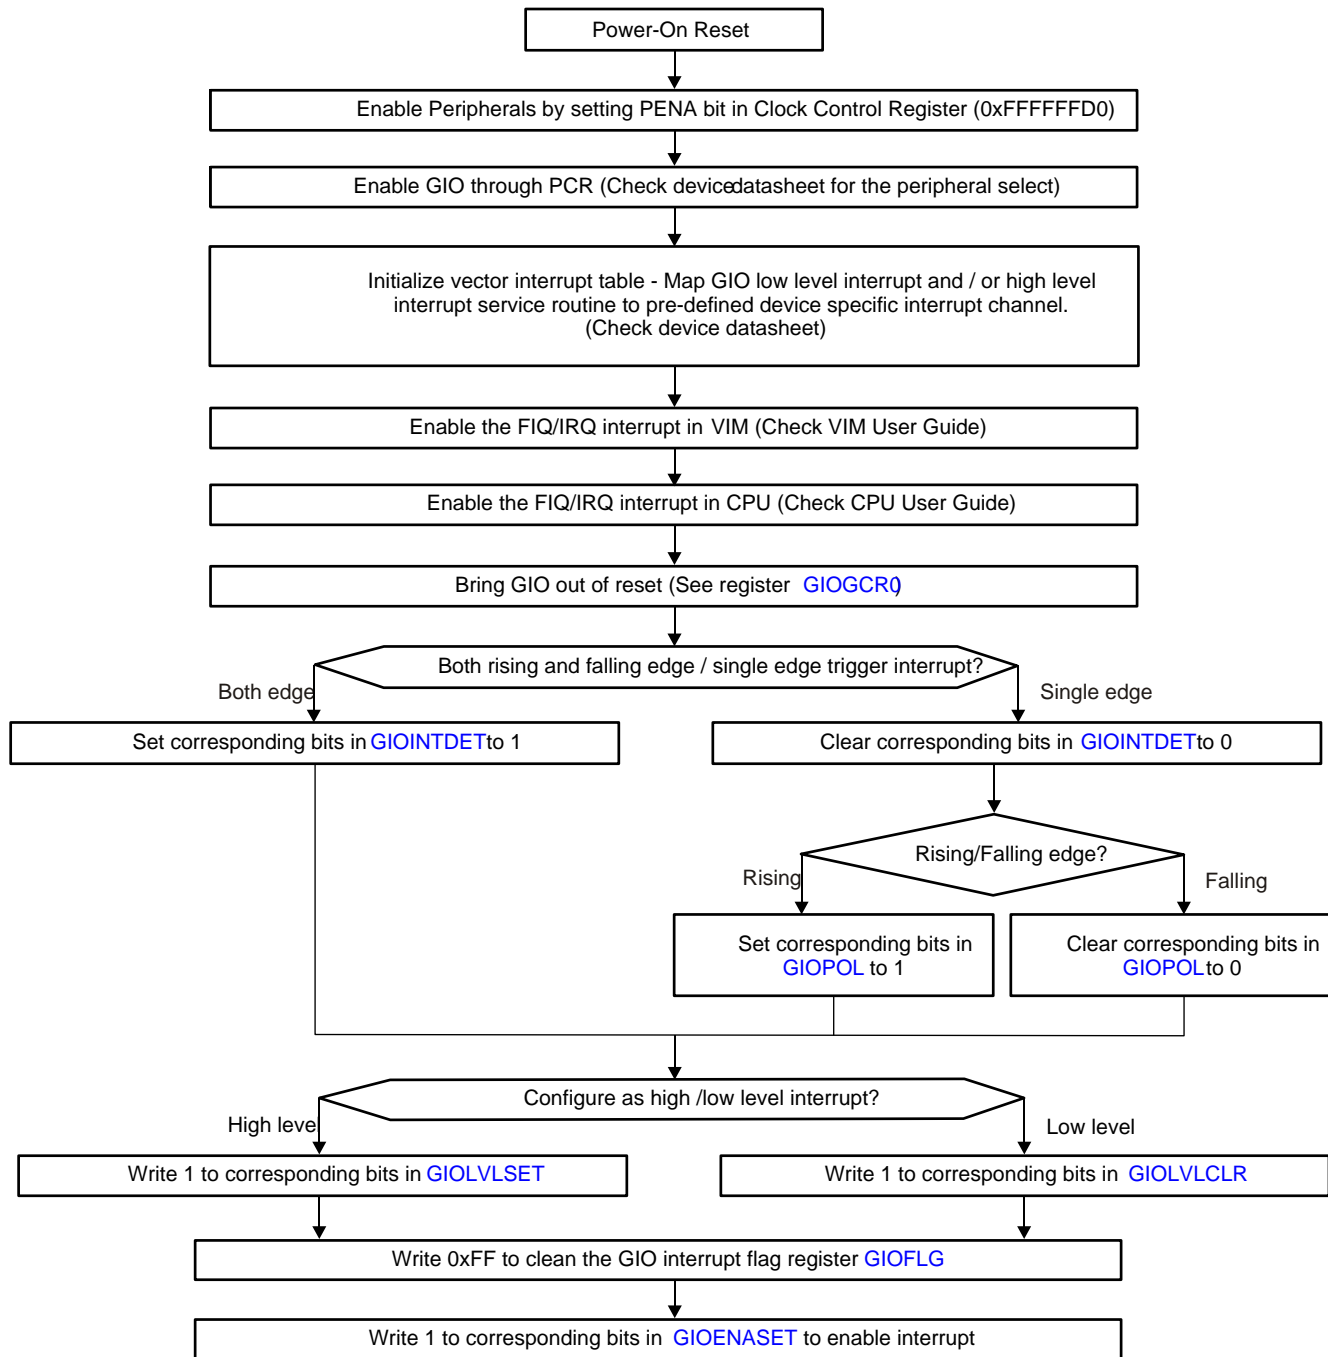 Power-On Reset
Enable Peripherals by setting PENA bit in Clock Control Register (0xFFFFFFD0)
Enable GIO through PCR (Check devicedatasheet for the peripheral select)
Initialize vector interrupt table - Map GIO low level interrupt and / or high level
interrupt service routine to pre-defined device specific interrupt channel.
(Check device datasheet)
Enable the FIQ/IRQ interrupt in VIM (Check VIM User Guide)
Enable the FIQ/IRQ interrupt in CPU (Check CPU User Guide)
Bring GIO out of reset (See register GIOGCR0)
Both rising and falling edge / single edge trigger interrupt?
Both edge
Single edge
Set corresponding bits in GIOINTDET to 1
Clear corresponding bits in GIOINTDET to 0
Rising/Falling edge?
Rising
Falling
Set corresponding bits in
GIOPOL to 1
Clear corresponding bits in
GIOPOL to 0
Configure as high /low level interrupt?
High level
Low level
Write 1 to corresponding bits in GIOLVLSET
Write 1 to corresponding bits in GIOLVLCLR
Write 0xFF to clean the GIO interrupt flag register GIOFLG
Write 1 to corresponding bits in GIOENASET to enable interrupt